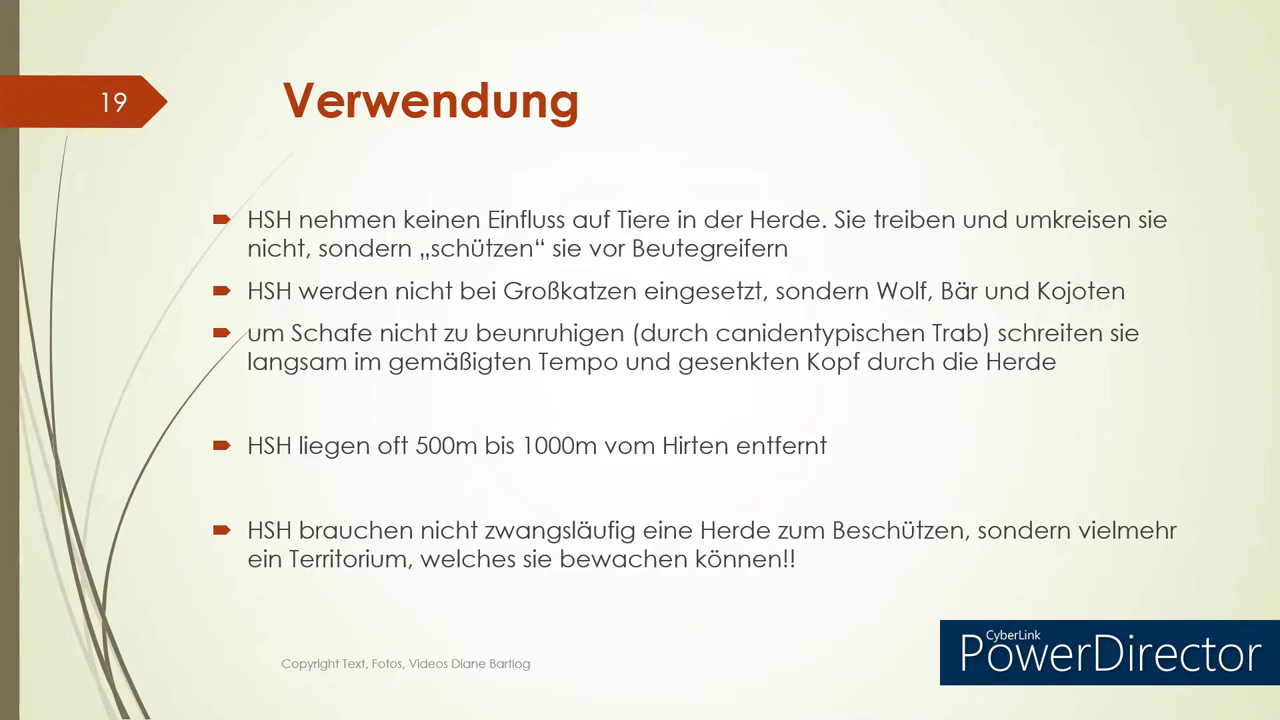 19
Verwendung
HSH nehmen keinen Einfluss auf Tiere in der Herde. Sie treiben und umkreisen sie
nicht, sondern „schützen“ sie vor Beutegreifern
HSH werden nicht bei Großkatzen eingesetzt, sondern Wolf, Bär und Kojoten
um Schafe nicht zu beunruhigen (durch canidentypischen Trab) schreiten sie
langsam im gemäßigten Tempo und gesenkten Kopf durch die Herde
HSH liegen oft 500m bis 1000m vom Hirten entfernt
HSH brauchen nicht zwangsläufig eine Herde zum Beschützen, sondern vielmehr
ein Territorium, welches sie bewachen können!!
Copyright Text, Fotos, Videos Diane Bartlog
CyberLink
PowerDirector